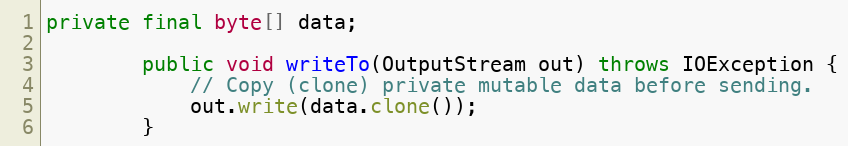 1 private final byte[] data;
2
3         public void writeTo(OutputStream out) throws IOException {
4             // Copy (clone) private mutable data before sending.
5             out.write(data.clone());
6         }